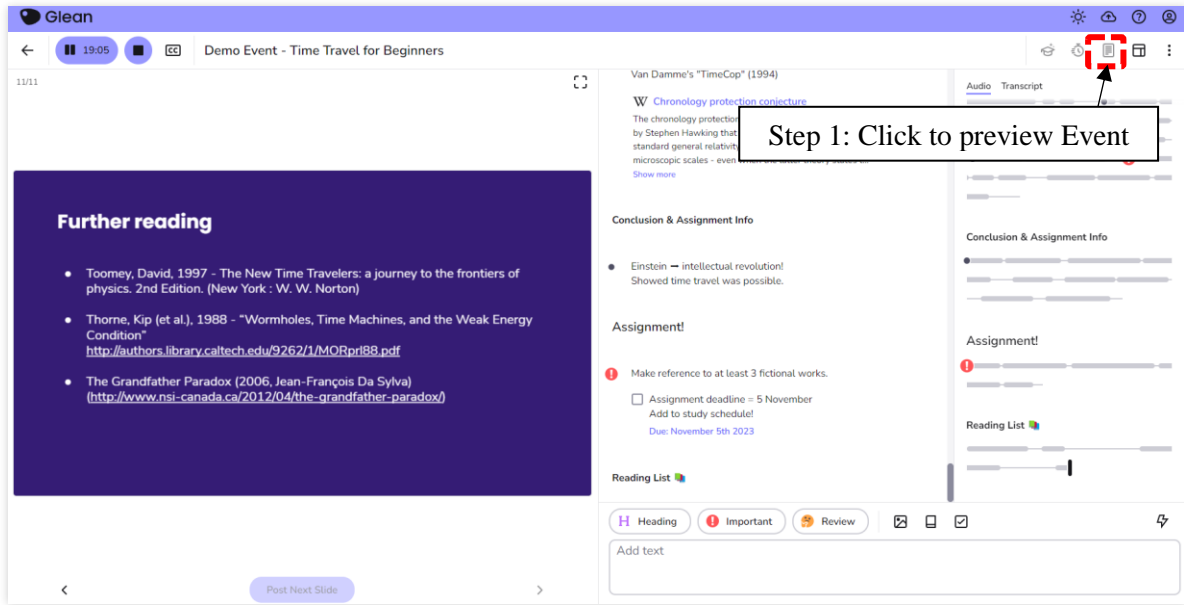 Glean
19:05
CC
Demo Event - Time Travel for Beginners
11/11
Further reading
Toomey, David, 1997 - The New Time Travelers: a journey to the frontiers of
physics. 2nd Edition. (New York : W. W. Norton)
Thorne, Kip (et al.), 1988 - “Wormholes, Time Machines, and the Weak Energy
Condition”
http://authors.library.caltech.edu/9262/1/MORprl88.pdf
The Grandfather Paradox (2006, Jean-François Da Sylva)
(http://www.nsi-canada.ca/2012/04/the-grandfather-paradox/)
Post Next Slide
Van Damme's "TimeCop" (1994)
W Chronology protection conjecture
The chronology protection
by Stephen Hawking that
standard general relativity
microscopic scales - even
Show more
Conclusion & Assignment Info
Einstein ➡ intellectual revolution!
Showed time travel was possible.
Assignment!
Make reference to at least 3 fictional works.
Assignment deadline = 5 November
Add to study schedule!
Due: November 5th 2023
Reading List
H Heading
Important
Review
Add text
Audio Transcript
Step 1: Click to preview Event
Conclusion & Assignment Info
Assignment!
Reading List